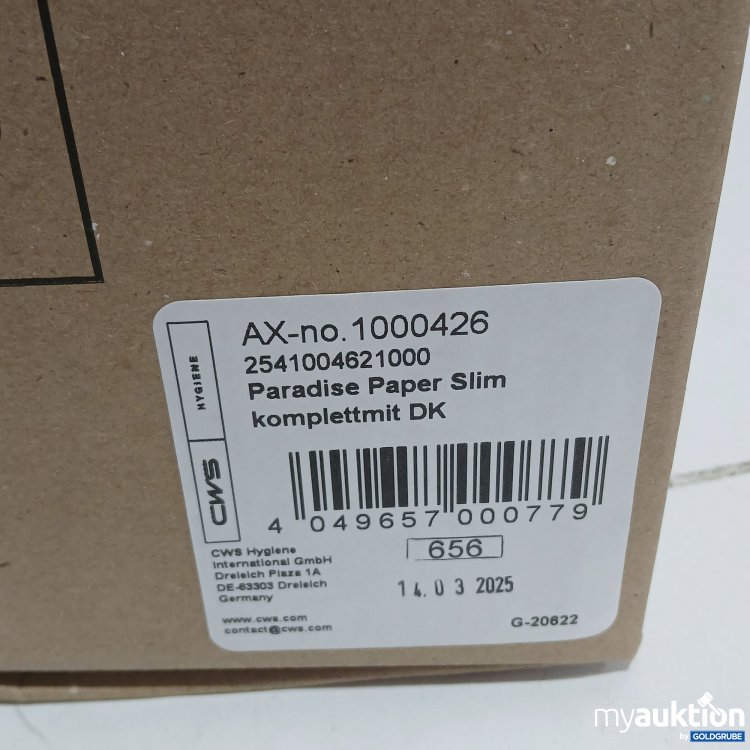 HYGIENE
CWS
AX-no.1000426
2541004621000
Paradise Paper Slim
komplettmit DK
4 049657 000779
CWS Hygiene
International GmbH
Dreieich Plaza 1A
DE-63303 Dreieich
Germany
656
14.03 2025
www.cws.com
contact@cws.com
G-20622
myauktion
by GOLDGRUBE